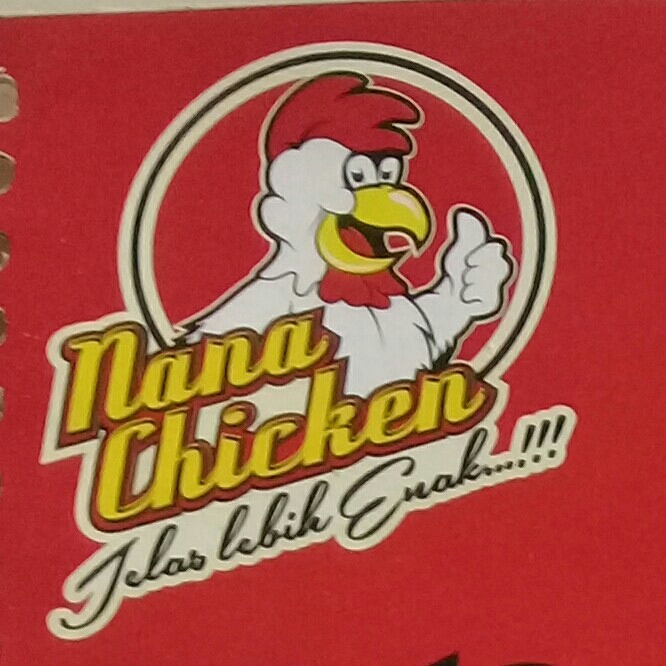 Nana
Chicken
Jelas lebih Enak....!!!